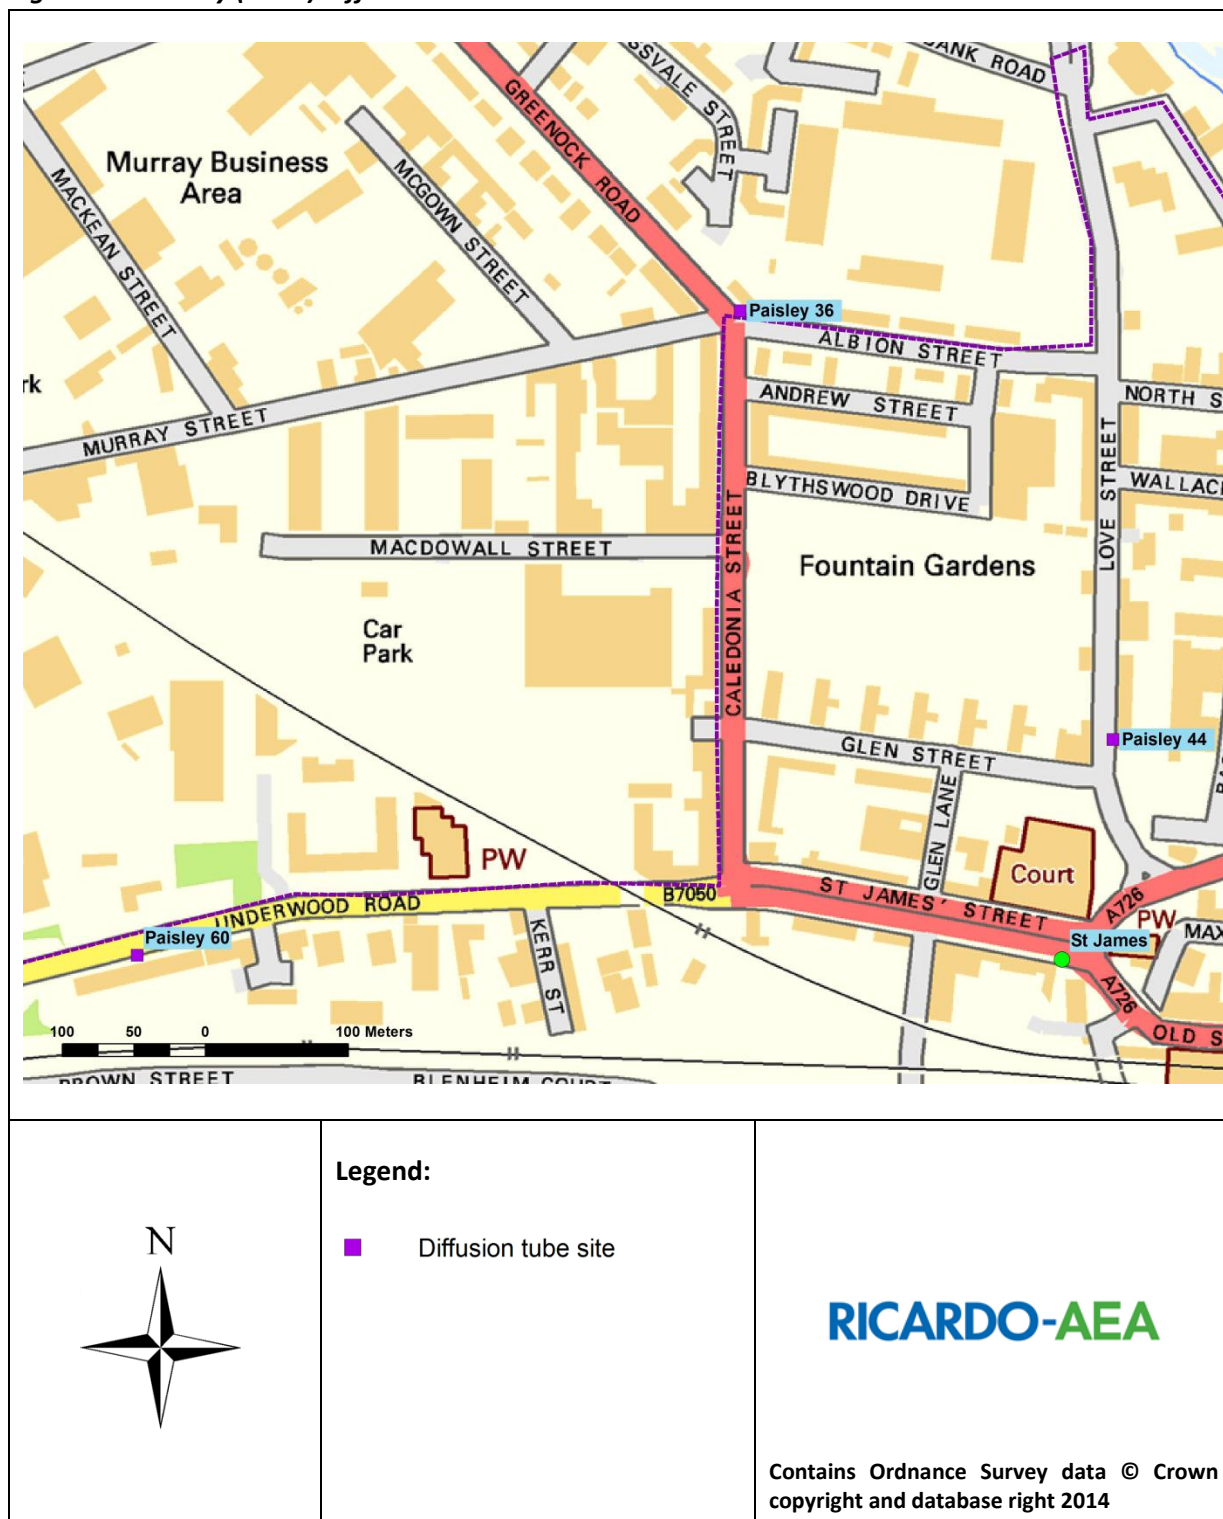 SSVALE STREET
BANK ROAD
GREENOCK ROAD
Murray Business
Area
MCGOWN STREET
MACKEAN STREET
Paisley 36
ALBION STREET
rk
ANDREW STREET
NORTH S
MURRAY STREET
BLYTHSWOOD DRIVE
LOVE STREET
WALLAC
MACDOWALL STREET
CALEDONIA STREET
Fountain Gardens
Car
Park
GLEN STREET
Paisley 44
GLEN LANE
PW
Court
B7050
ST JAMES' STREET
A726
UNDERWOOD ROAD
PW
MAX
Paisley 60
KERR ST
St James
A726
OLD S
100 50 0 100 Meters
BROWN STREET
BLENHEIM COURT
Legend:
N
Diffusion tube site
RICARDO-AEA
Contains Ordnance Survey data © Crown
copyright and database right 2014